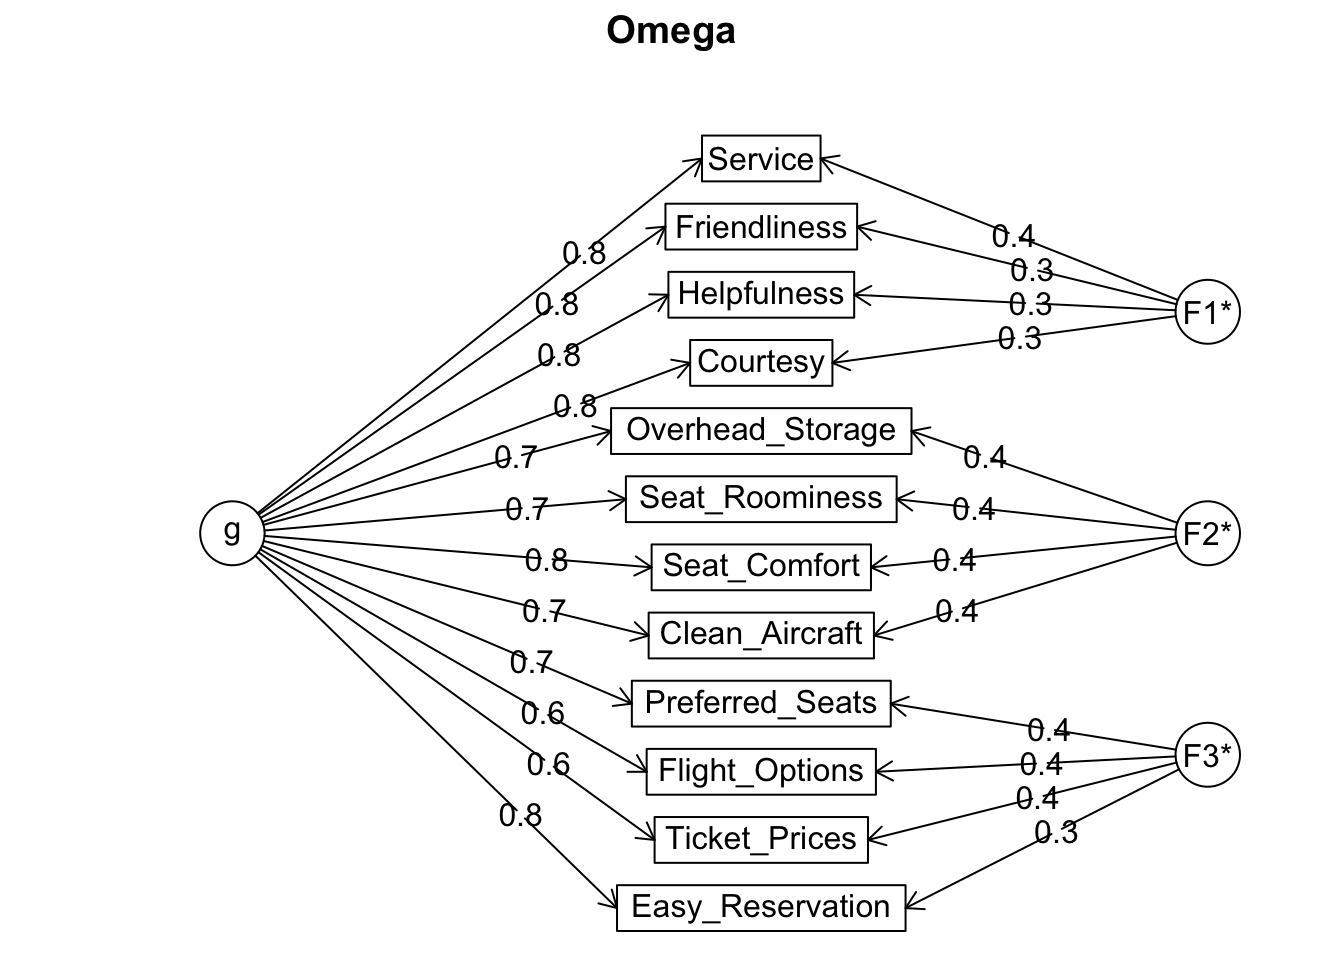 Omega
Service
Friendliness
Helpfulness
Courtesy
Overhead_Storage
Seat_Roominess
Seat_Comfort
Clean_Aircraft
Preferred_Seats
Flight_Options
Ticket_Prices
Easy_Reservation
g
0.8
0.8
0.8
0.8
0.7
0.7
0.8
0.7
0.7
0.6
0.6
0.8
F1*
0.4
0.3
0.3
0.3
F2*
0.4
0.4
0.4
0.4
F3*
0.4
0.4
0.4
0.3